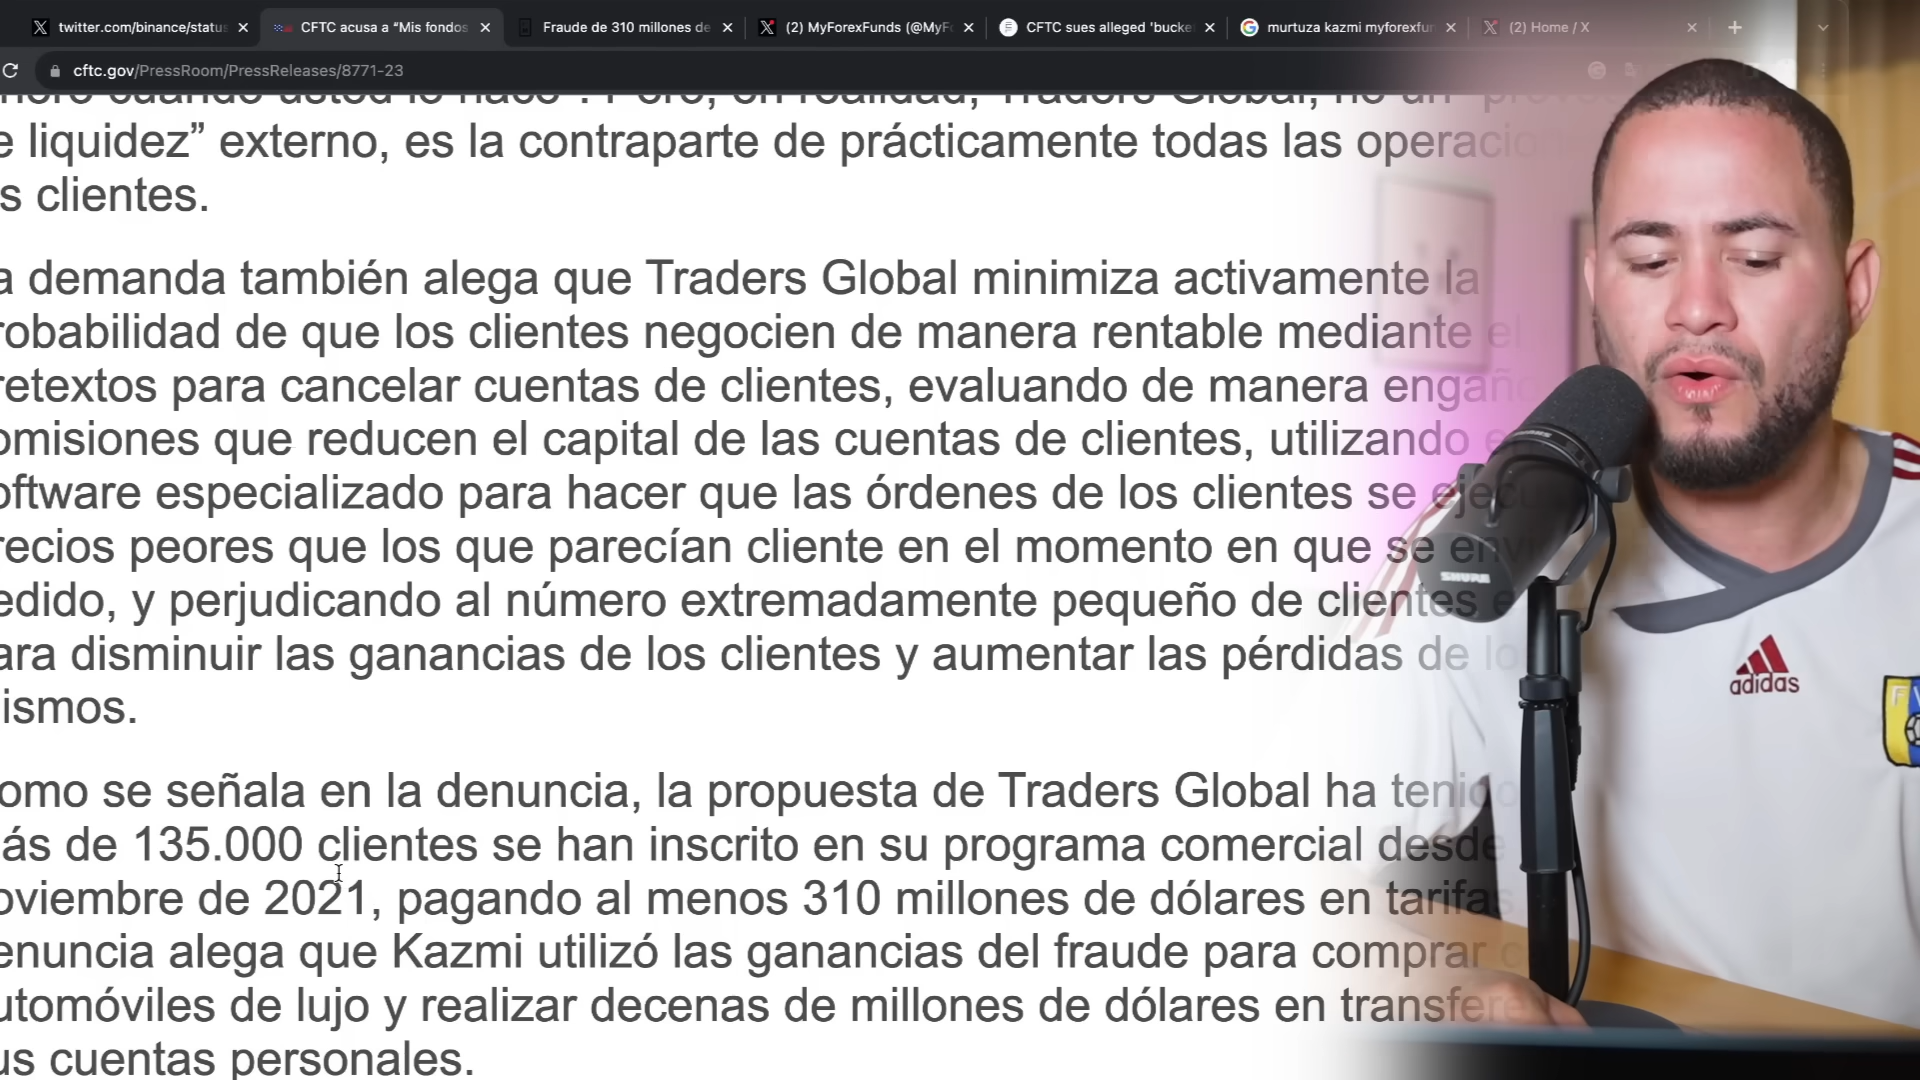 twitter.com/binance/status
CFTC acusa a “Mis fondos
Fraude de 310 millones de
(2) MyForexFunds (@MyF
CFTC sues alleged 'bucke
murtuza kazmi myforexfun
(2) Home / X
cftc.gov/PressRoom/PressReleases/8771-23
e liquidez” externo, es la contraparte de prácticamente todas las operacio
s clientes.
a demanda también alega que Traders Global minimiza activamente la
robabilidad de que los clientes negocien de manera rentable mediante el
retextos para cancelar cuentas de clientes, evaluando de manera engaño
omisiones que reducen el capital de las cuentas de clientes, utilizando
oftware especializado para hacer que las órdenes de los clientes se ejecu
recios peores que los que parecían cliente en el momento en que se envi
edido, y perjudicando al número extremadamente pequeño de clientes
ara disminuir las ganancias de los clientes y aumentar las pérdidas de lo
ismos.
omo se señala en la denuncia, la propuesta de Traders Global ha tenido
ás de 135.000 clientes se han inscrito en su programa comercial desde
oviembre de 2021, pagando al menos 310 millones de dólares en tarifas
enuncia alega que Kazmi utilizó las ganancias del fraude para comprar
utomóviles de lujo y realizar decenas de millones de dólares en transfere
us cuentas personales.
SHURE
adidas